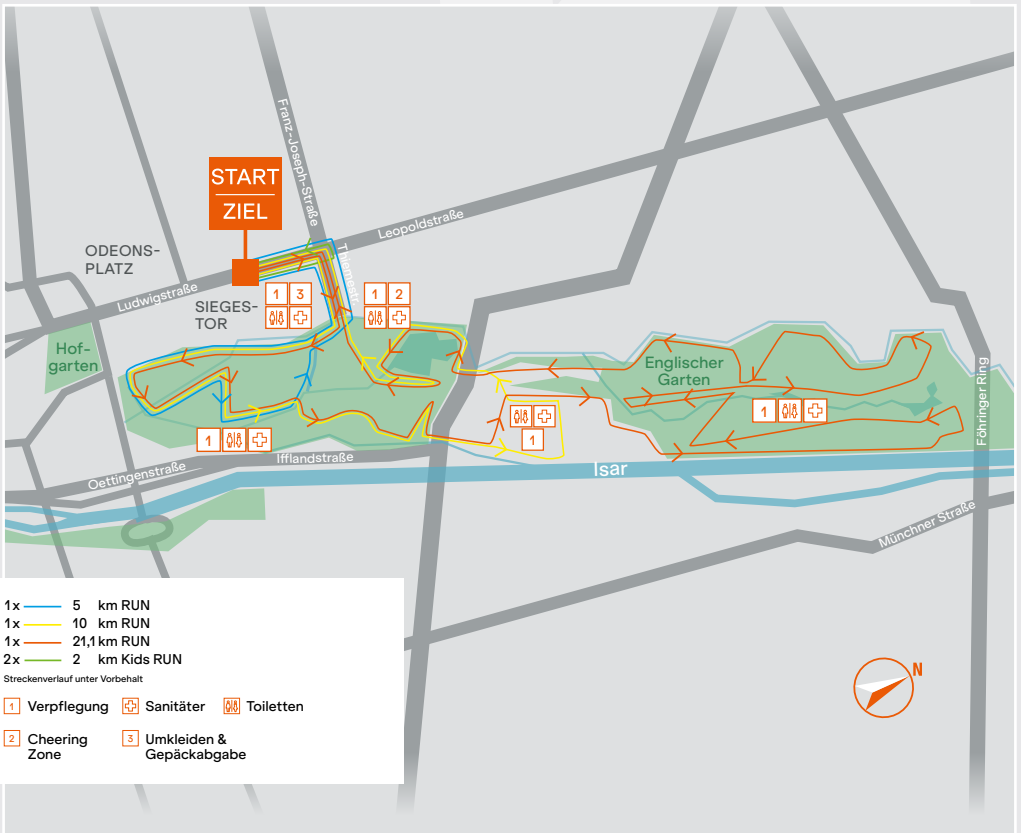 Franz-Joseph-Straße
START
ZIEL
Leopoldstraße
Thiemestr.
ODEONS-
PLATZ
Ludwigstraße
SIEGES-
TOR
1 3
1 2
Hof-
garten
Englischer
Garten
1
1
1
Föhringer Ring
Ifflandstraße
Oettingenstraße
Isar
Münchner Straße
1x 5 km RUN
1x 10 km RUN
1x 21,1 km RUN
2x 2 km Kids RUN
Streckenverlauf unter Vorbehalt
1 Verpflegung Sanitäter Toiletten
2 Cheering
Zone
3 Umkleiden &
Gepäckabgabe
N